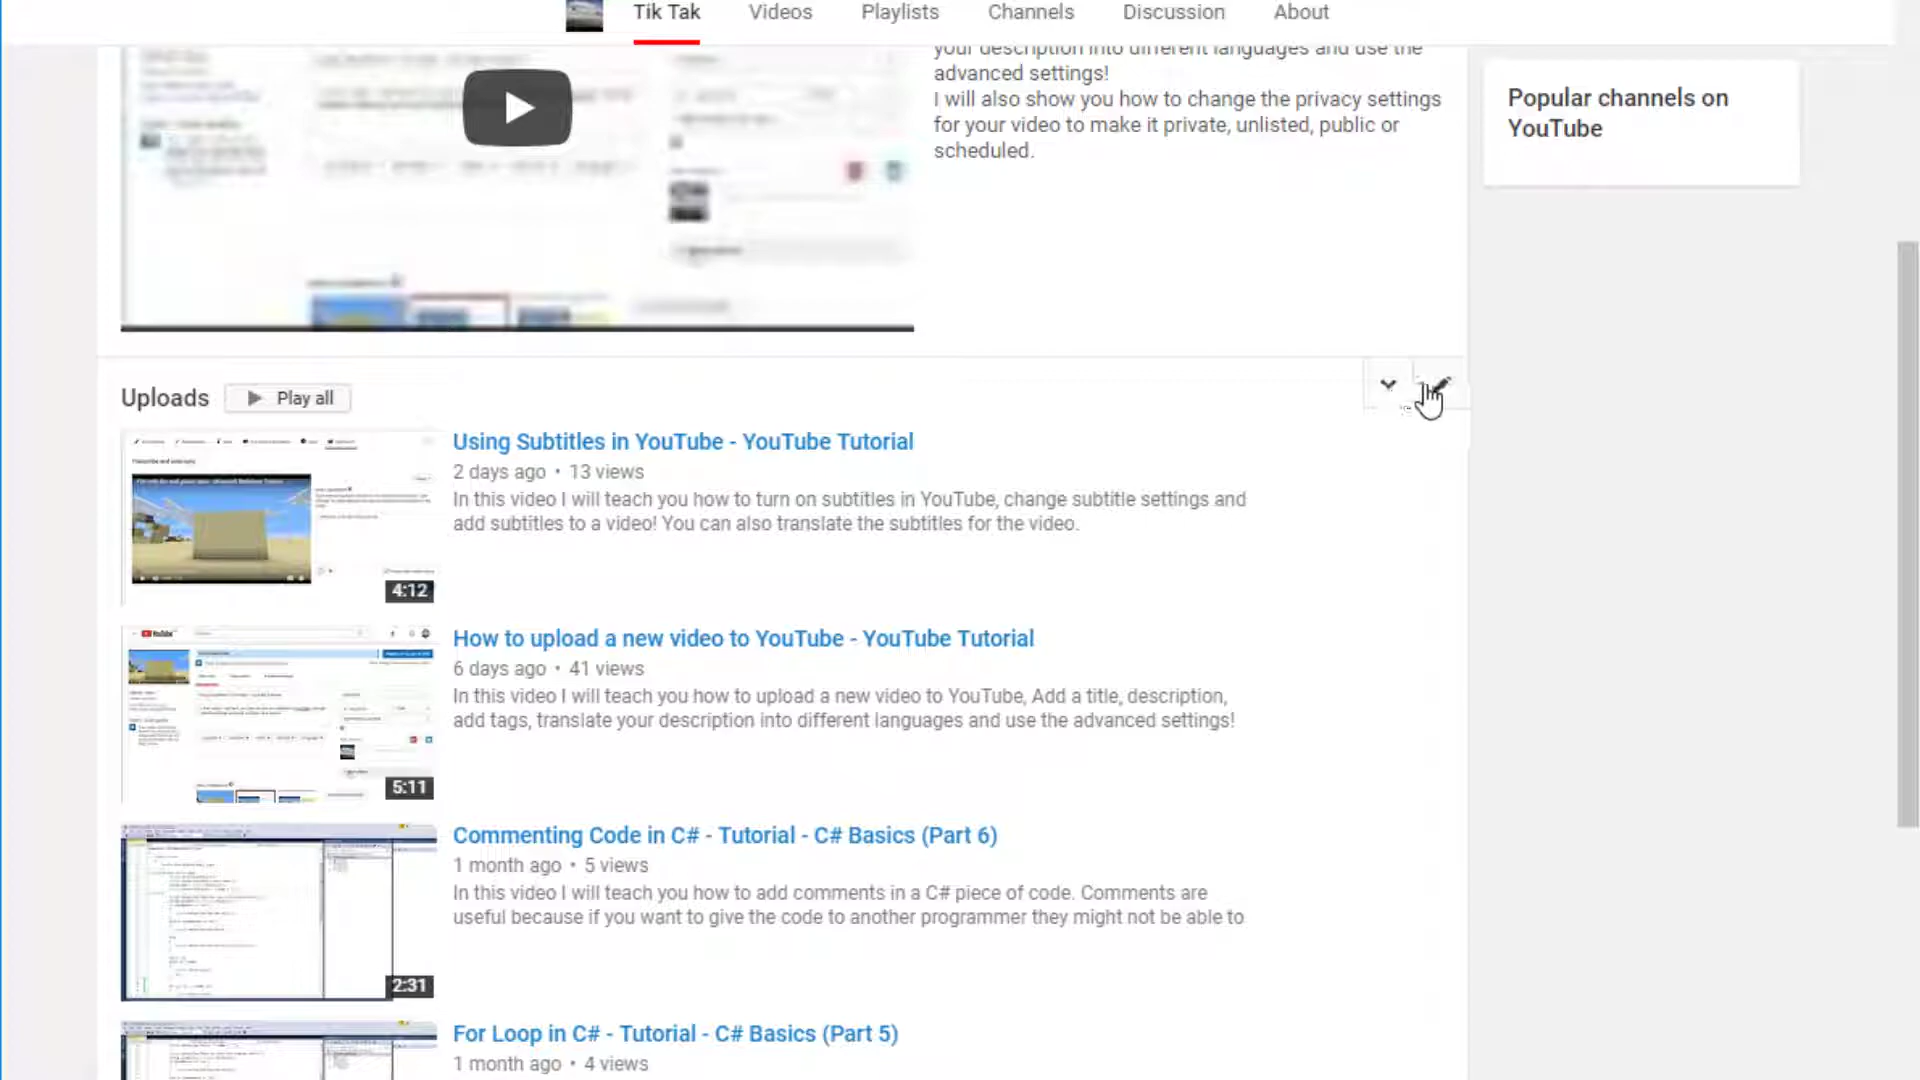 Tik Tak
Videos
Playlists
Channels
Discussion
About
your description into different languages and use the
advanced settings!
I will also show you how to change the privacy settings
for your video to make it private, unlisted, public or
scheduled.
Popular channels on
YouTube
Uploads
Play all
Using Subtitles in YouTube - YouTube Tutorial
2 days ago • 13 views
In this video I will teach you how to turn on subtitles in YouTube, change subtitle settings and
add subtitles to a video! You can also translate the subtitles for the video.
4:12
How to upload a new video to YouTube - YouTube Tutorial
6 days ago • 41 views
In this video I will teach you how to upload a new video to YouTube, Add a title, description,
add tags, translate your description into different languages and use the advanced settings!
5:11
Commenting Code in C# - Tutorial - C# Basics (Part 6)
1 month ago • 5 views
In this video I will teach you how to add comments in a C# piece of code. Comments are
useful because if you want to give the code to another programmer they might not be able to
2:31
For Loop in C# - Tutorial - C# Basics (Part 5)
1 month ago • 4 views